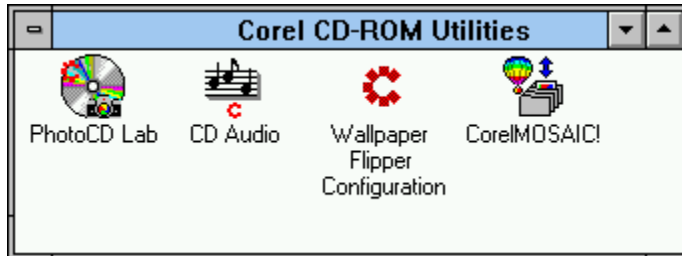 Corel CD-ROM Utilities
PhotoCD Lab
CD Audio
Wallpaper
Flipper
Configuration
CorelMOSAIC!